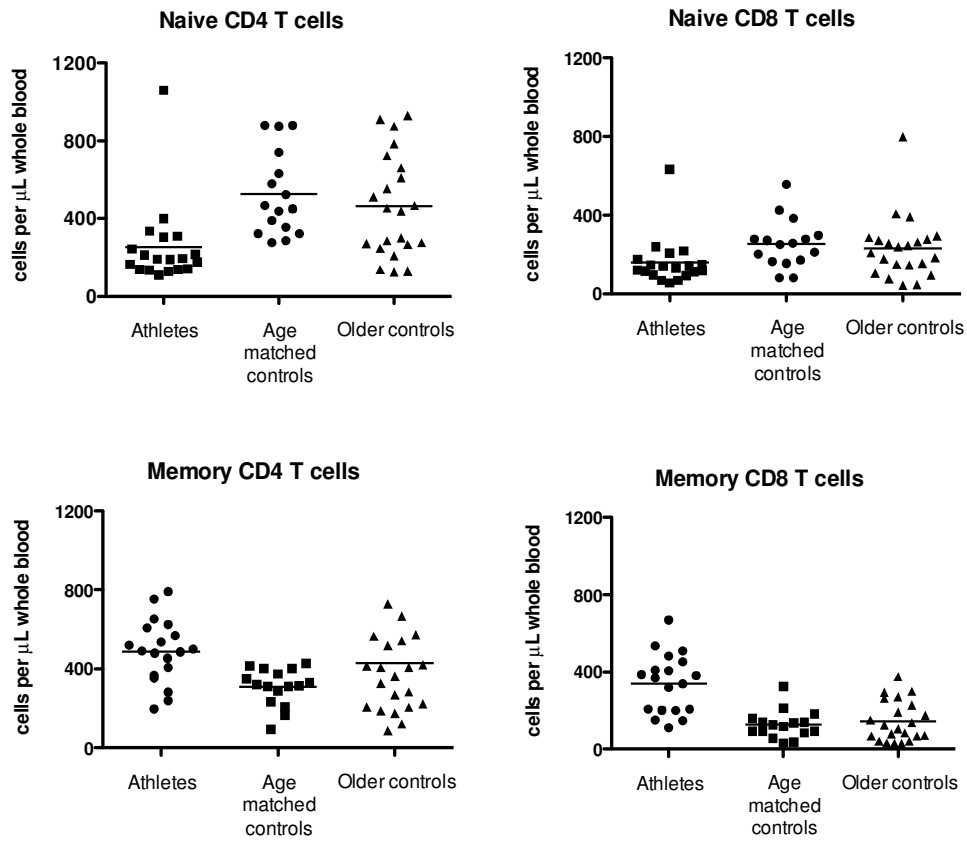 Naive CD4 T cells
cells per μL whole blood
1200
800
400
0
Athletes
Age
matched
controls
Older controls
Naive CD8 T cells
cells per μL whole blood
1200
800
400
0
Athletes
Age
matched
controls
Older controls
Memory CD4 T cells
cells per μL whole blood
1200
800
400
0
Athletes
Age
matched
controls
Older controls
Memory CD8 T cells
cells per μL whole blood
1200
800
400
0
Athletes
Age
matched
controls
Older controls